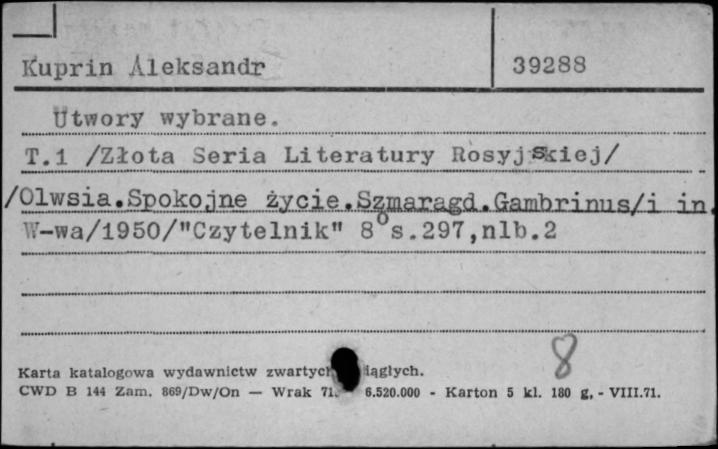 Kuprin Aleksandr 39288
Utwory wybrane.
T.1 /Złota Seria Literatury Rosyjskiej/
/Olwsia.Spokojne życie.Szmaragd.Gambrinus/i in.
W-wa/1950/"Czytelnik" 8°s.297,nlb.2
8
Karta katalogowa wydawnictw iągłych.
CWD B 144 Zam. 869/Dw/On — Wrak 71. 6.520.000 - Karton 5 kl. 180 g. - VIII.71.